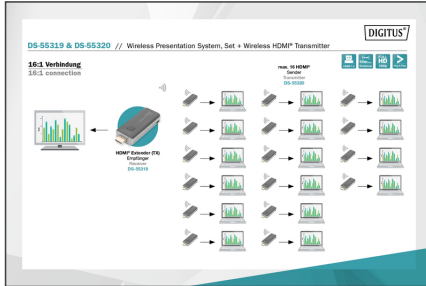 DIGITUS®
DS-55319 & DS-55320 // Wireless Presentation System, Set + Wireless HDMI® Transmitter
16:1 Verbindung
16:1 connection
max. 16 HDMI®
Sender
Transmitter
DS-55320
HDMI® Extender (TX)
Empfänger
Receiver
DS-55319